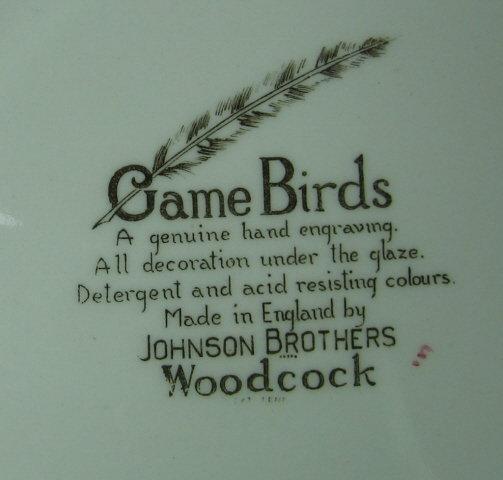 Game Birds
A genuine hand engraving.
All decoration under the glaze.
Detergent and acid resisting colours.
Made in England by
JOHNSON BROTHERS
Woodcock